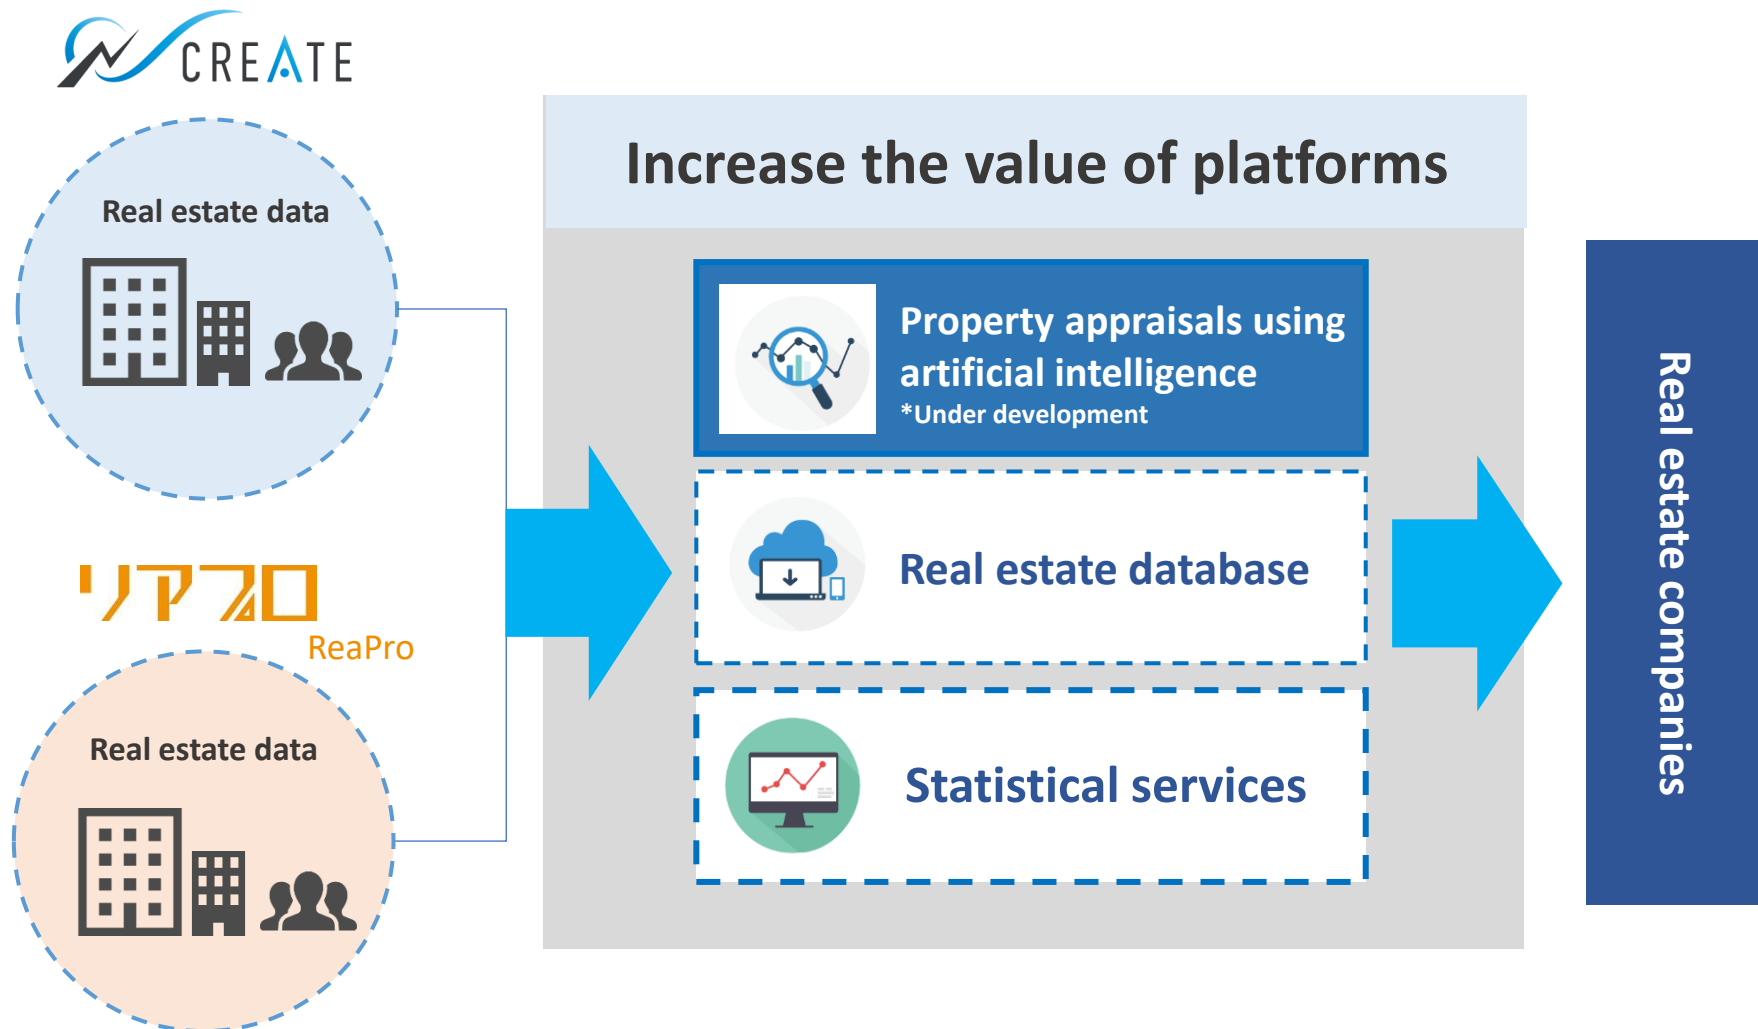 CREATE
Real estate data
リアプロ
ReaPro
Real estate data
Increase the value of platforms
Property appraisals using
artificial intelligence
*Under development
Real estate database
Statistical services
Real estate companies